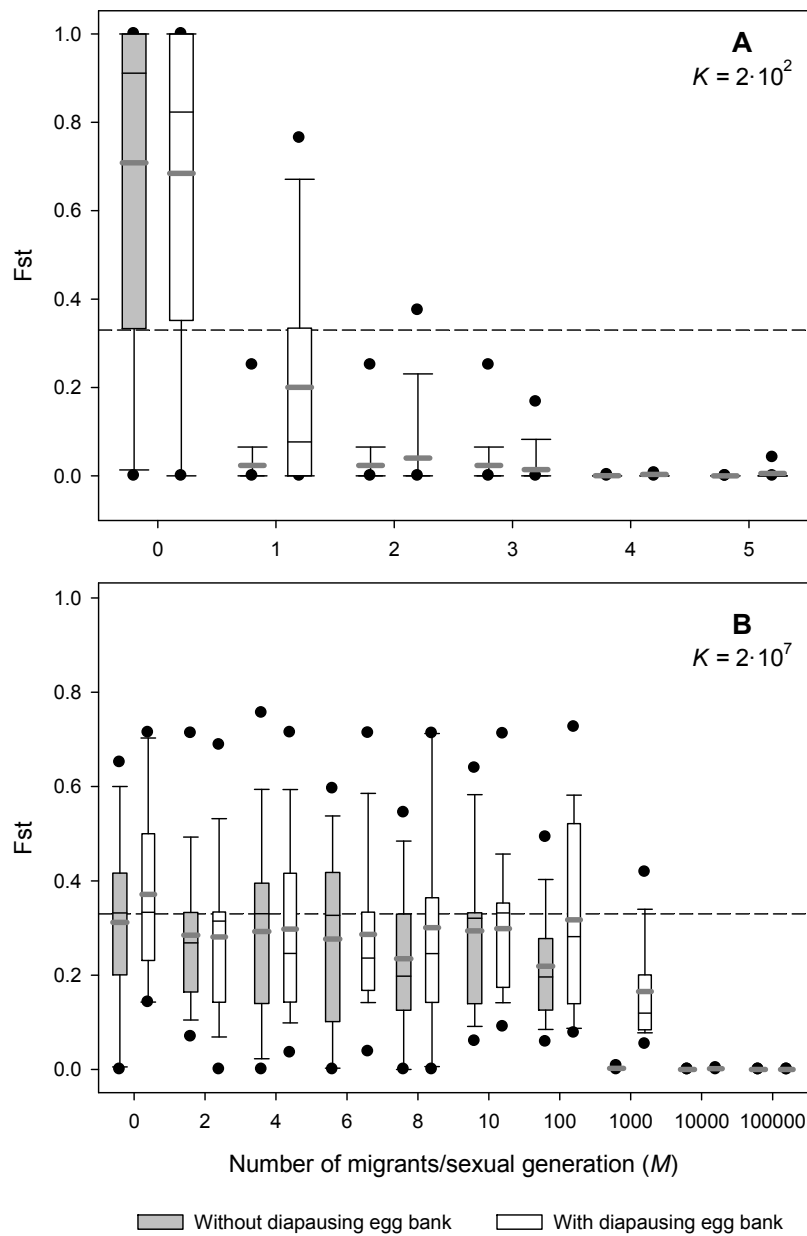 A
K = 2·10²
1.0
0.8
0.6
0.4
0.2
0.0
Fst
0 1 2 3 4 5
B
K = 2·10⁷
1.0
0.8
0.6
0.4
0.2
0.0
Fst
0 2 4 6 8 10 100 1000 10000 100000
Number of migrants/sexual generation (M)
Without diapausing egg bank With diapausing egg bank